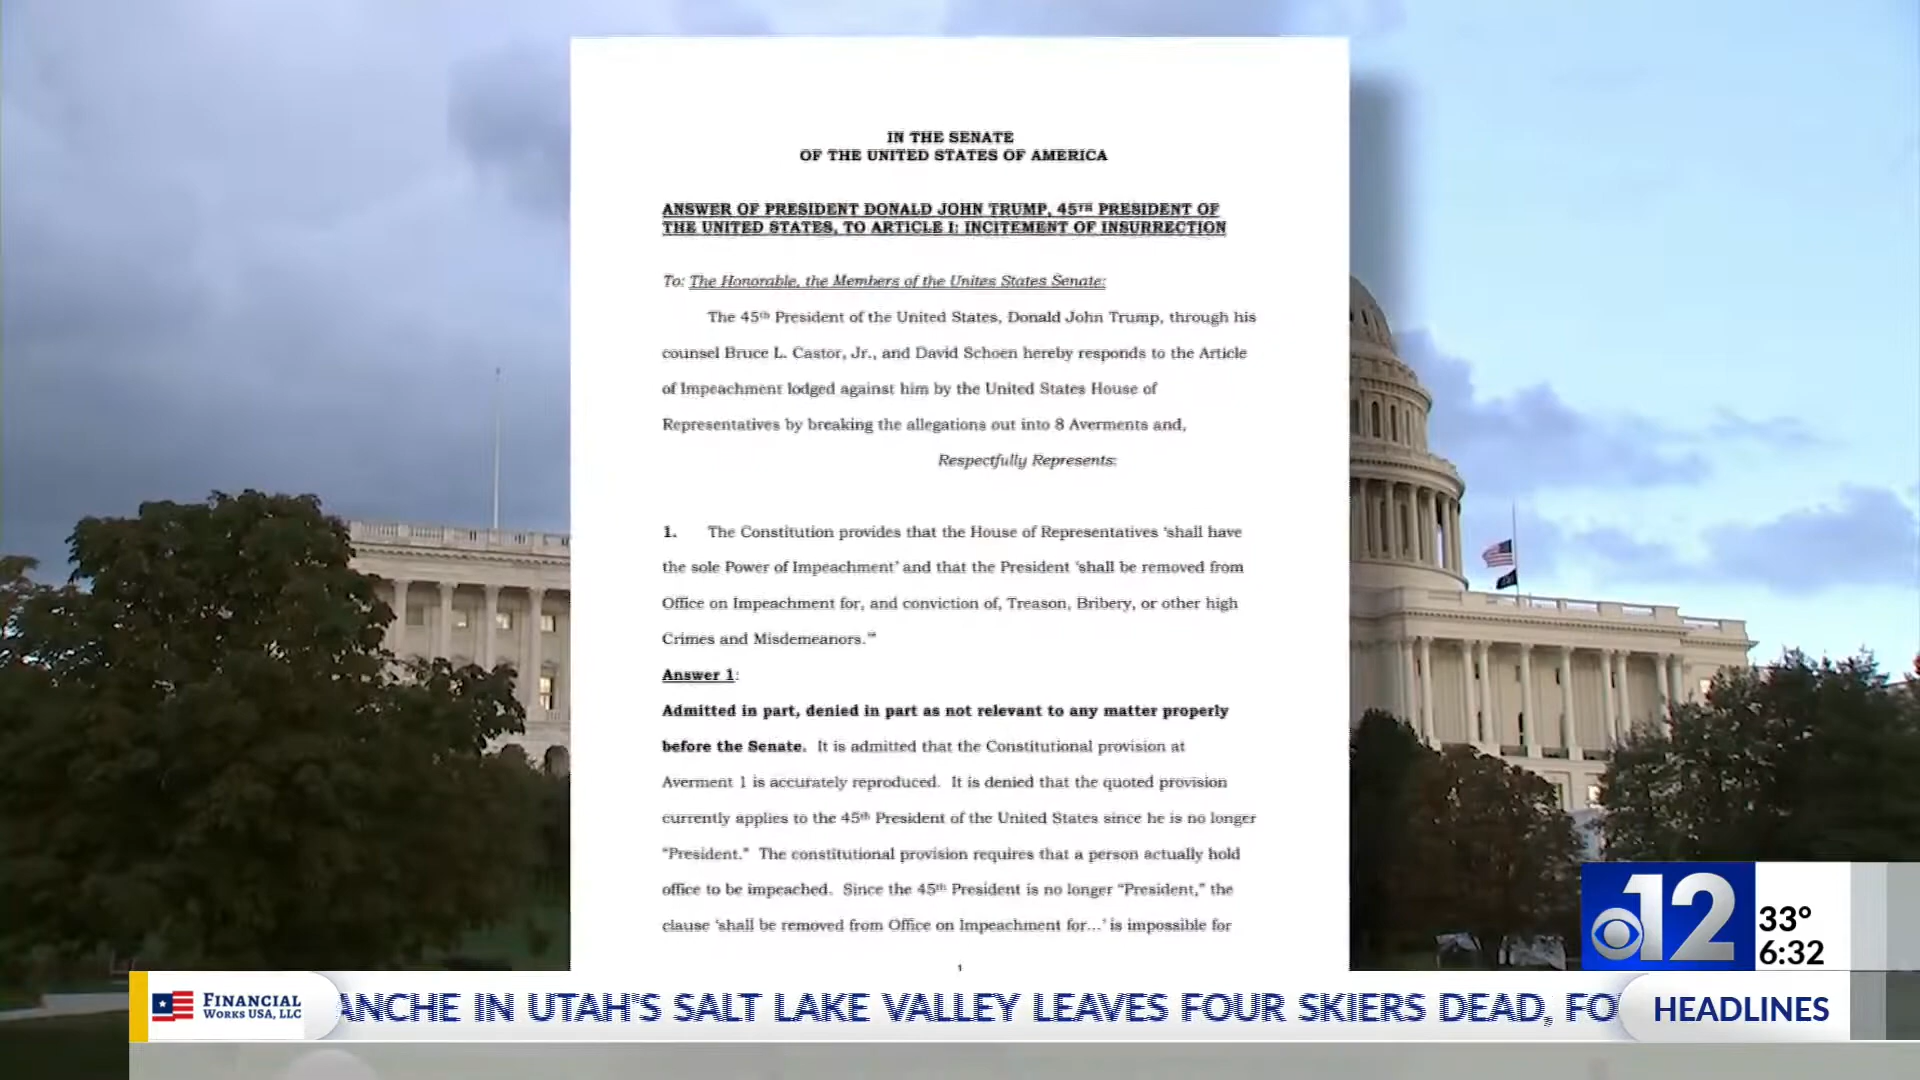 IN THE SENATE
OF THE UNITED STATES OF AMERICA
ANSWER OF PRESIDENT DONALD JOHN TRUMP, 45TH PRESIDENT OF
THE UNITED STATES, TO ARTICLE I: INCITEMENT OF INSURRECTION
To: The Honorable, the Members of the Unites States Senate:
The 45th President of the United States, Donald John Trump, through his
counsel Bruce L. Castor, Jr., and David Schoen hereby responds to the Article
of Impeachment lodged against him by the United States House of
Representatives by breaking the allegations out into 8 Averments and,
Respectfully Represents:
1. The Constitution provides that the House of Representatives ‘shall have
the sole Power of Impeachment’ and that the President ‘shall be removed from
Office on Impeachment for, and conviction of, Treason, Bribery, or other high
Crimes and Misdemeanors.’“
Answer 1:
Admitted in part, denied in part as not relevant to any matter properly
before the Senate. It is admitted that the Constitutional provision at
Averment 1 is accurately reproduced. It is denied that the quoted provision
currently applies to the 45th President of the United States since he is no longer
“President.” The constitutional provision requires that a person actually hold
office to be impeached. Since the 45th President is no longer “President,” the
clause ‘shall be removed from Office on Impeachment for...’ is impossible for
1
12
33°
6:32
FINANCIAL
WORKS USA, LLC
ANCHE IN UTAH'S SALT LAKE VALLEY LEAVES FOUR SKIERS DEAD, FO
HEADLINES